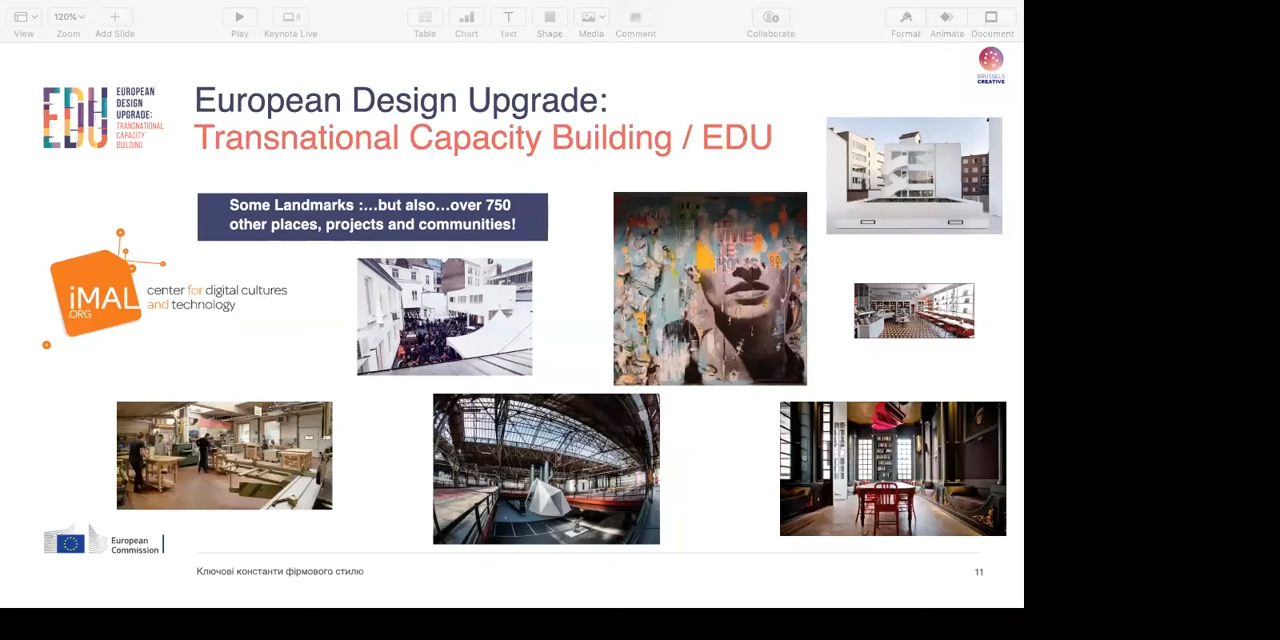 120%
View
Zoom
Add Slide
Play
Keynote Live
Table
Chart
Text
Shape
Media
Comment
Collaborate
Format
Animate
Document
BRUSSELS
CREATIVE
EDU
EUROPEAN
DESIGN
UPGRADE:
TRANSNATIONAL
CAPACITY
BUILDING
European Design Upgrade:
Transnational Capacity Building / EDU
Some Landmarks :…but also…over 750
other places, projects and communities!
iMAL
.ORG
center for digital cultures
and technology
European
Commission
Ключові константи фірмового стилю
11